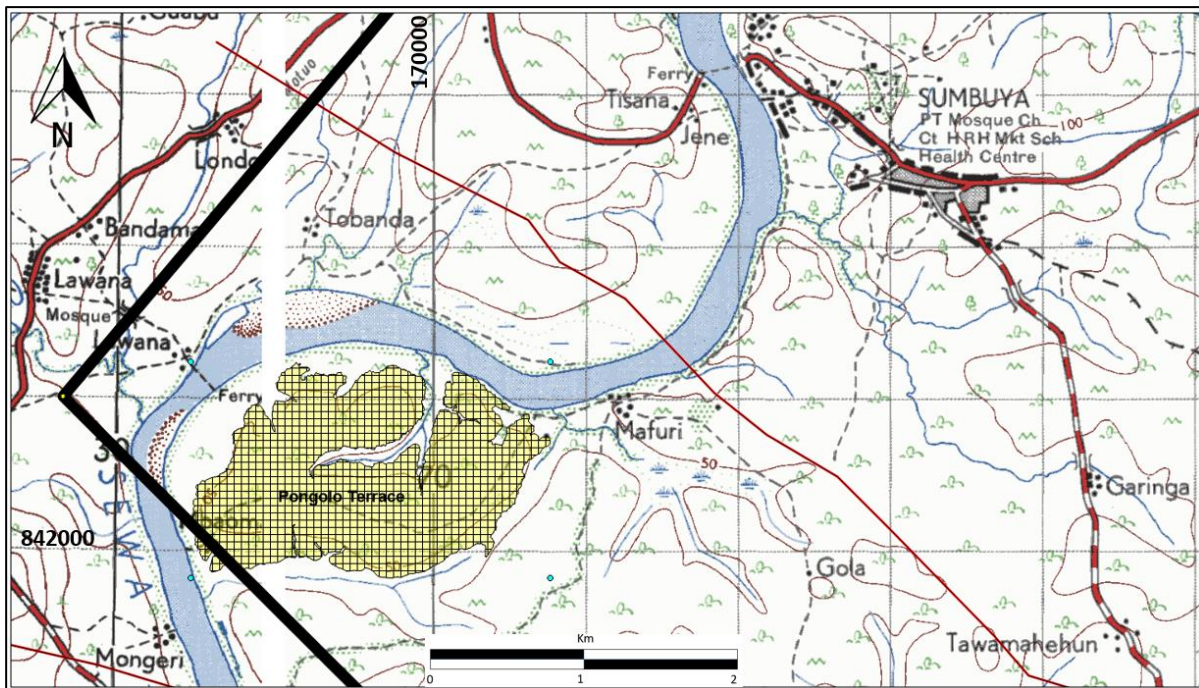 N
170000
Londo
Bandama
Lawana
Mosque
Tobanda
Ferry
Tisana
Jene
SUMBUYA
PT Mosque Ch
Ct H RH Mkt Sch
Health Centre
100
50
Lawana
Ferry
Mafuri
50
70
Pongolo Terrace
842000
SEWA
Garinga
Gola
Tawamahehun
Mongeri
Km
0 1 2